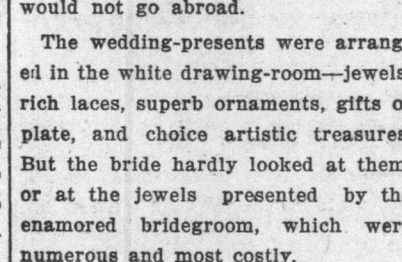 would not go abroad.
The wedding-presents were arrang
ed in the white drawing-room—jewels
rich laces, superb ornaments, gifts o
plate, and choice artistic treasures
But the bride hardly looked at them
or at the jewels presented by th
enamored bridegroom, which wer
numerous and most costly.